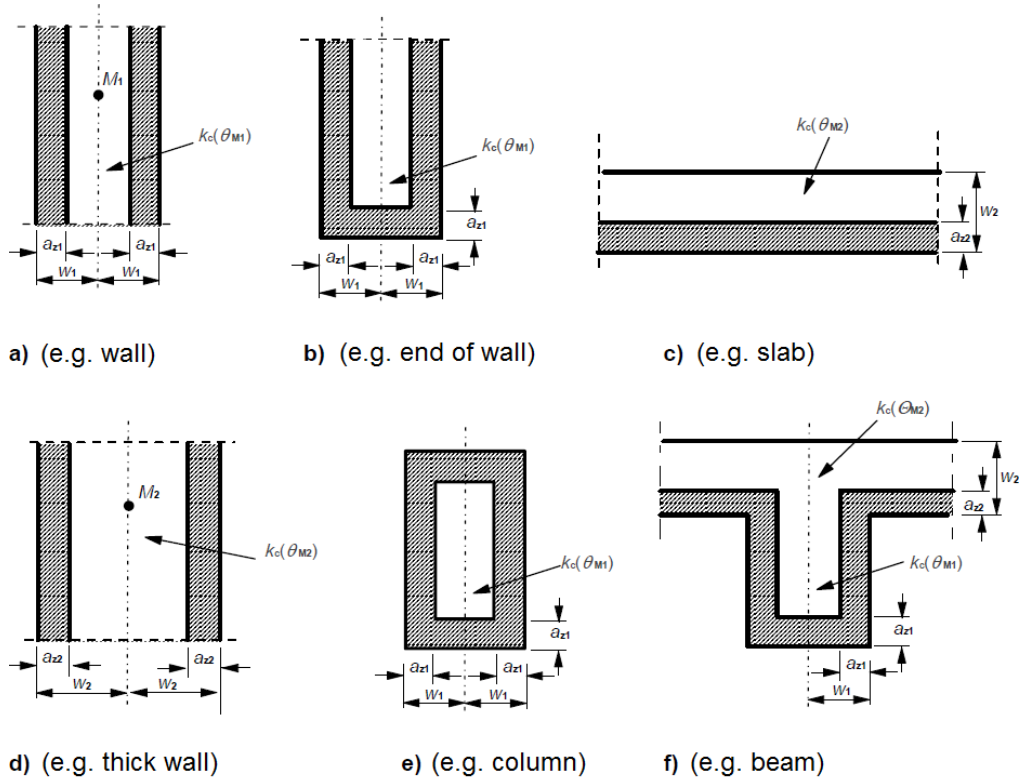 M1
kc(θM1)
az1 az1
w1 w1
a) (e.g. wall)
kc(θM1)
az1
az1 az1
w1 w1
b) (e.g. end of wall)
kc(θM2)
w2
az2
c) (e.g. slab)
M2
kc(θM2)
az2 az2
w2 w2
d) (e.g. thick wall)
kc(θM1)
az1
az1 az1
w1 w1
e) (e.g. column)
kc(ΘM2)
w2
az2
kc(θM1)
az1
az1
w1
f) (e.g. beam)